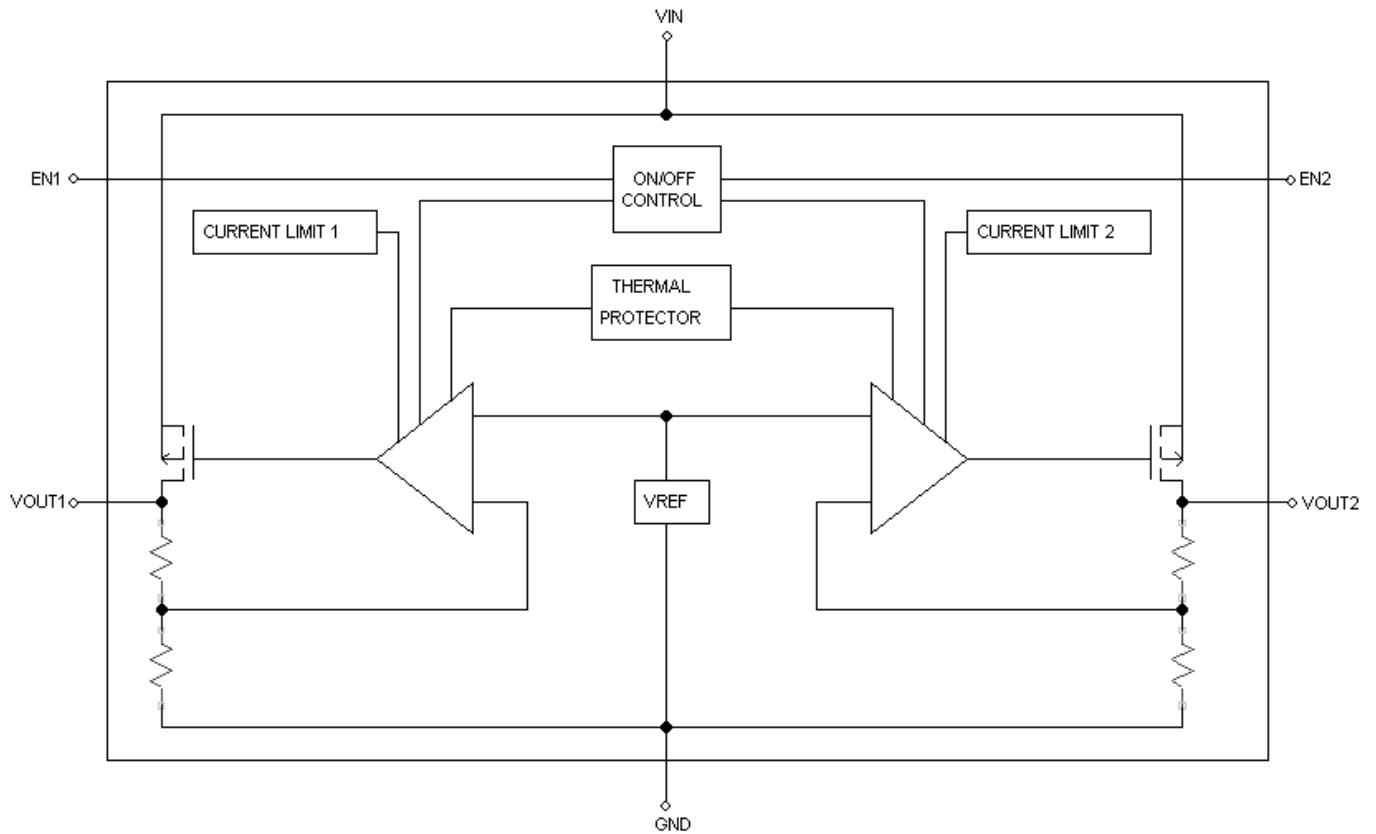 VIN
EN1
ON/OFF
CONTROL
EN2
CURRENT LIMIT 1
CURRENT LIMIT 2
THERMAL
PROTECTOR
VOUT1
VREF
VOUT2
GND